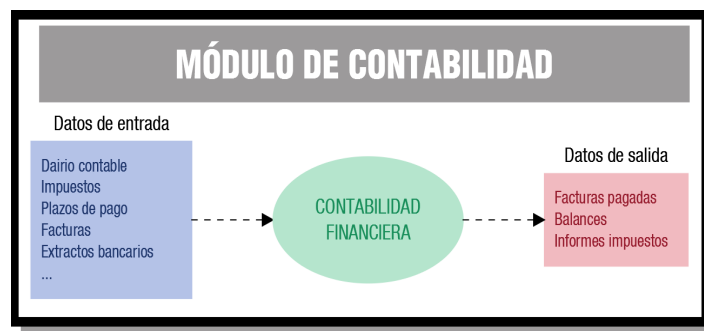 MÓDULO DE CONTABILIDAD
Datos de entrada
Dairio contable
Impuestos
Plazos de pago
Facturas
Extractos bancarios
...
CONTABILIDAD
FINANCIERA
Datos de salida
Facturas pagadas
Balances
Informes impuestos